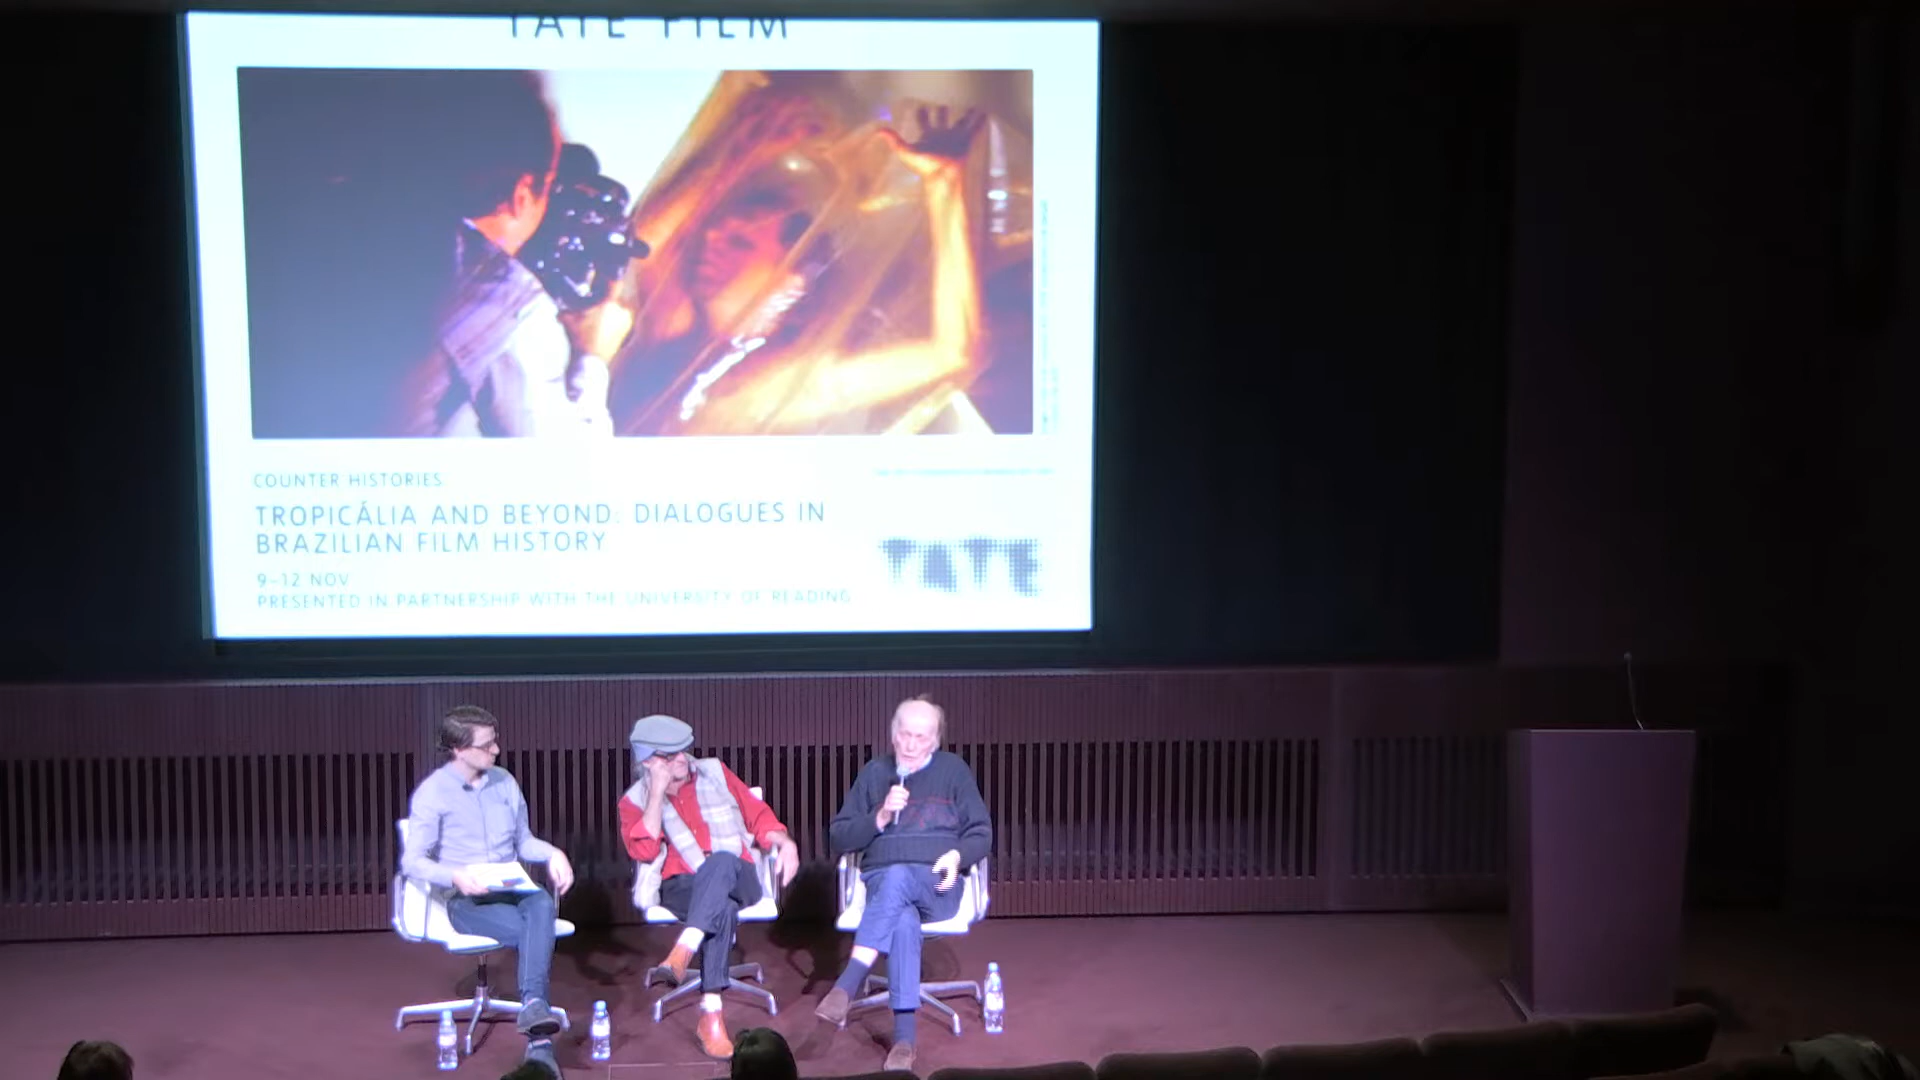 TATE FILM
COUNTER HISTORIES
TROPICÁLIA AND BEYOND: DIALOGUES IN
BRAZILIAN FILM HISTORY
9–12 NOV
PRESENTED IN PARTNERSHIP WITH THE UNIVERSITY OF READING
TATE